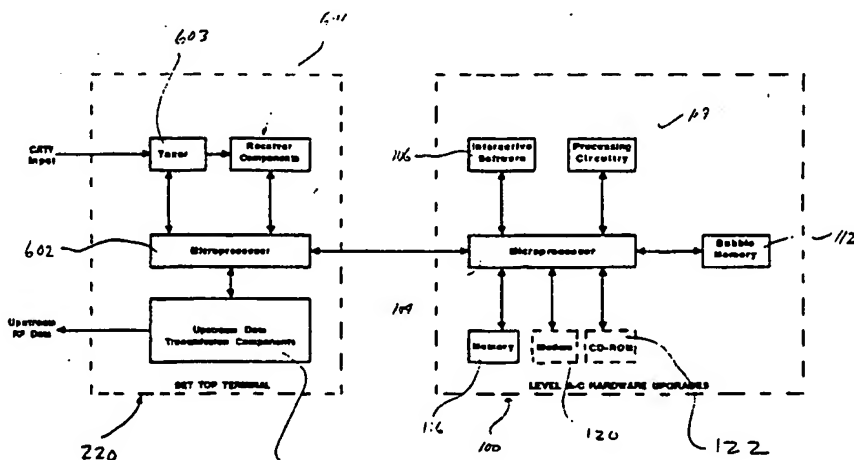 603
CATV
Input
Tuner
Receiver
Components
106
Interactive
Software
Processing
Circuitry
602
Microprocessor
Microprocessor
Bubble
Memory
112
104
Upstream
RF Data
Upstream Data
Transmission Components
Memory
Modem
CD-ROM
SET TOP TERMINAL
LEVEL A-C HARDWARE UPGRADES
220
116
100
120
122